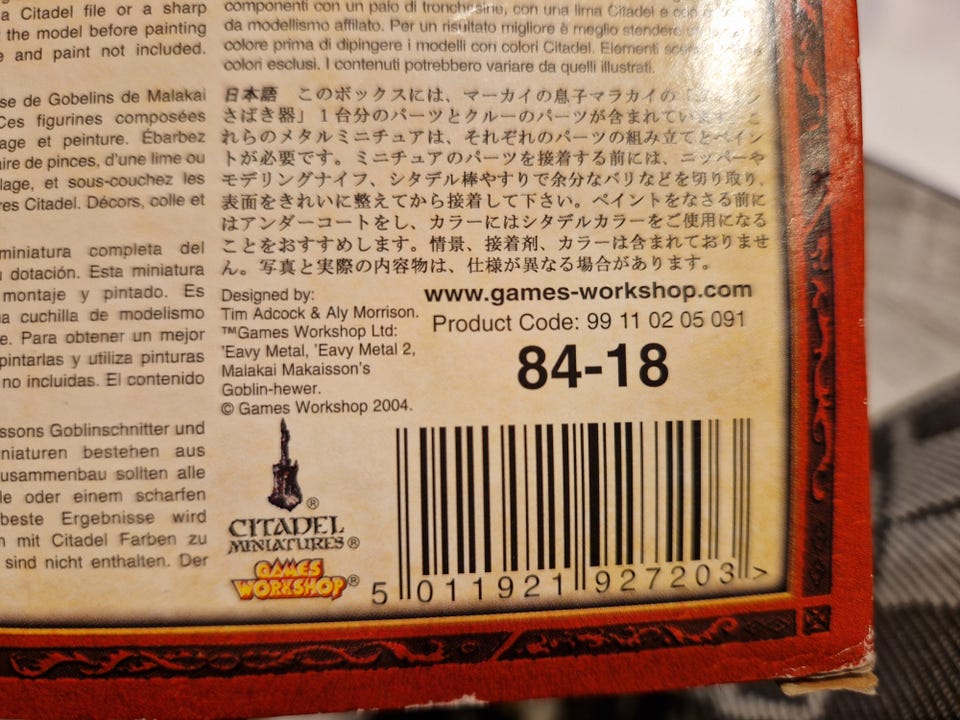 a Citadel file or a sharp
the model before painting
e and paint not included.
componenti con un paio di tronchesine, con una lima Citadel e
da modellismo affilato. Per un risultato migliore è meglio stendere
colore prima di dipingere i modelli con colori Citadel. Elementi
colori esclusi. I contenuti potrebbero variare da quelli illustrati.
se de Gobelins de Malakai
Ces figurines composées
age et peinture. Ébarbez
aire de pinces, d'une lime ou
lage, et sous-couchez les
res Citadel. Décors, colle et
日本語 このボックスには、マーカイの息子マラカイの「
さばき器」1台分のパーツとクルーのパーツが含まれています。こ
れらのメタルミニチュアは、それぞれのパーツの組み立てとペイン
トが必要です。ミニチュアのパーツを接着する前には、ニッパーや
モデリングナイフ、シタデル棒やすりで余分なバリなどを切り取り、
表面をきれいに整えてから接着して下さい。ペイントをなさる前に
はアンダーコートをし、カラーにはシタデルカラーをご使用になる
ことをおすすめします。情景、接着剤、カラーは含まれておりませ
ん。写真と実際の内容物は、仕様が異なる場合があります。
miniatura completa del
u dotación. Esta miniatura
montaje y pintado. Es
na cuchilla de modelismo
e. Para obtener un mejor
pintarlas y utiliza pinturas
no incluidas. El contenido
ssons Goblinschnitter und
niaturen bestehen aus
usammenbau sollten alle
le oder einem scharfen
beste Ergebnisse wird
n mit Citadel Farben zu
sind nicht enthalten. Der
Designed by:
Tim Adcock & Aly Morrison.
™Games Workshop Ltd:
'Eavy Metal, 'Eavy Metal 2,
Malakai Makaisson's
Goblin-hewer.
© Games Workshop 2004.
www.games-workshop.com
Product Code: 99 11 02 05 091
84-18
CITADEL®
MINIATURES®
GAMES
WORKSHOP®
5 011921 927203 >